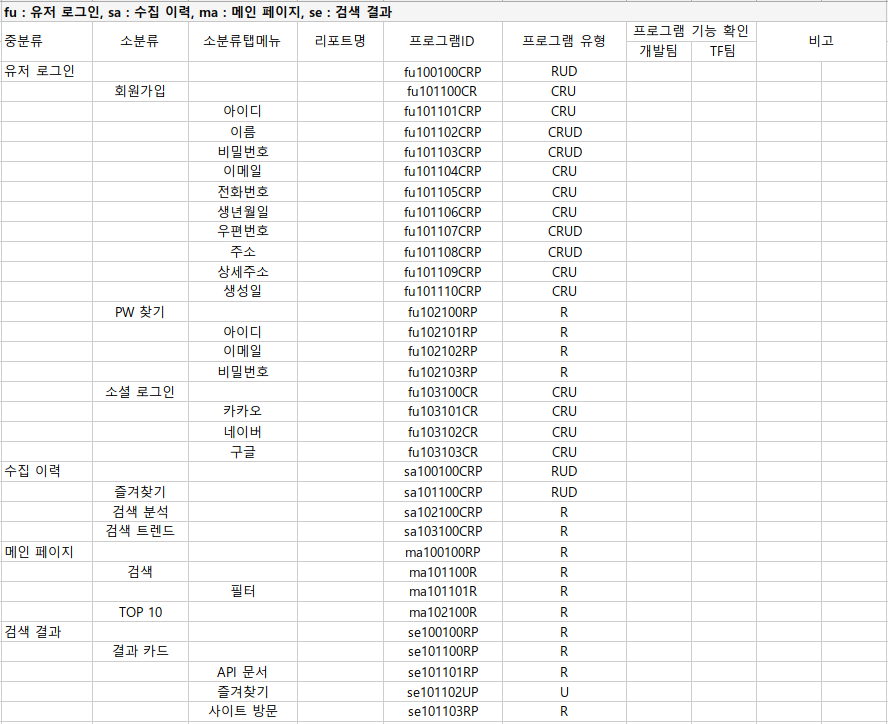 fu : 유저 로그인, sa : 수집 이력, ma : 메인 페이지, se : 검색 결과
중분류 소분류 소분류탭메뉴 리포트명 프로그램ID 프로그램 유형 프로그램 기능 확인 비고
개발팀 TF팀
유저 로그인 fu100100CRP RUD
회원가입 fu101100CR CRU
아이디 fu101101CRP CRU
이름 fu101102CRP CRUD
비밀번호 fu101103CRP CRUD
이메일 fu101104CRP CRU
전화번호 fu101105CRP CRU
생년월일 fu101106CRP CRU
우편번호 fu101107CRP CRUD
주소 fu101108CRP CRUD
상세주소 fu101109CRP CRU
생성일 fu101110CRP CRU
PW 찾기 fu102100RP R
아이디 fu102101RP R
이메일 fu102102RP R
비밀번호 fu102103RP R
소셜 로그인 fu103100CR CRU
카카오 fu103101CR CRU
네이버 fu103102CR CRU
구글 fu103103CR CRU
수집 이력 sa100100CRP RUD
즐겨찾기 sa101100CRP RUD
검색 분석 sa102100CRP R
검색 트렌드 sa103100CRP R
메인 페이지 ma100100RP R
검색 ma101100R R
필터 ma101101R R
TOP 10 ma102100R R
검색 결과 se100100RP R
결과 카드 se101100RP R
API 문서 se101101RP R
즐겨찾기 se101102UP U
사이트 방문 se101103RP R